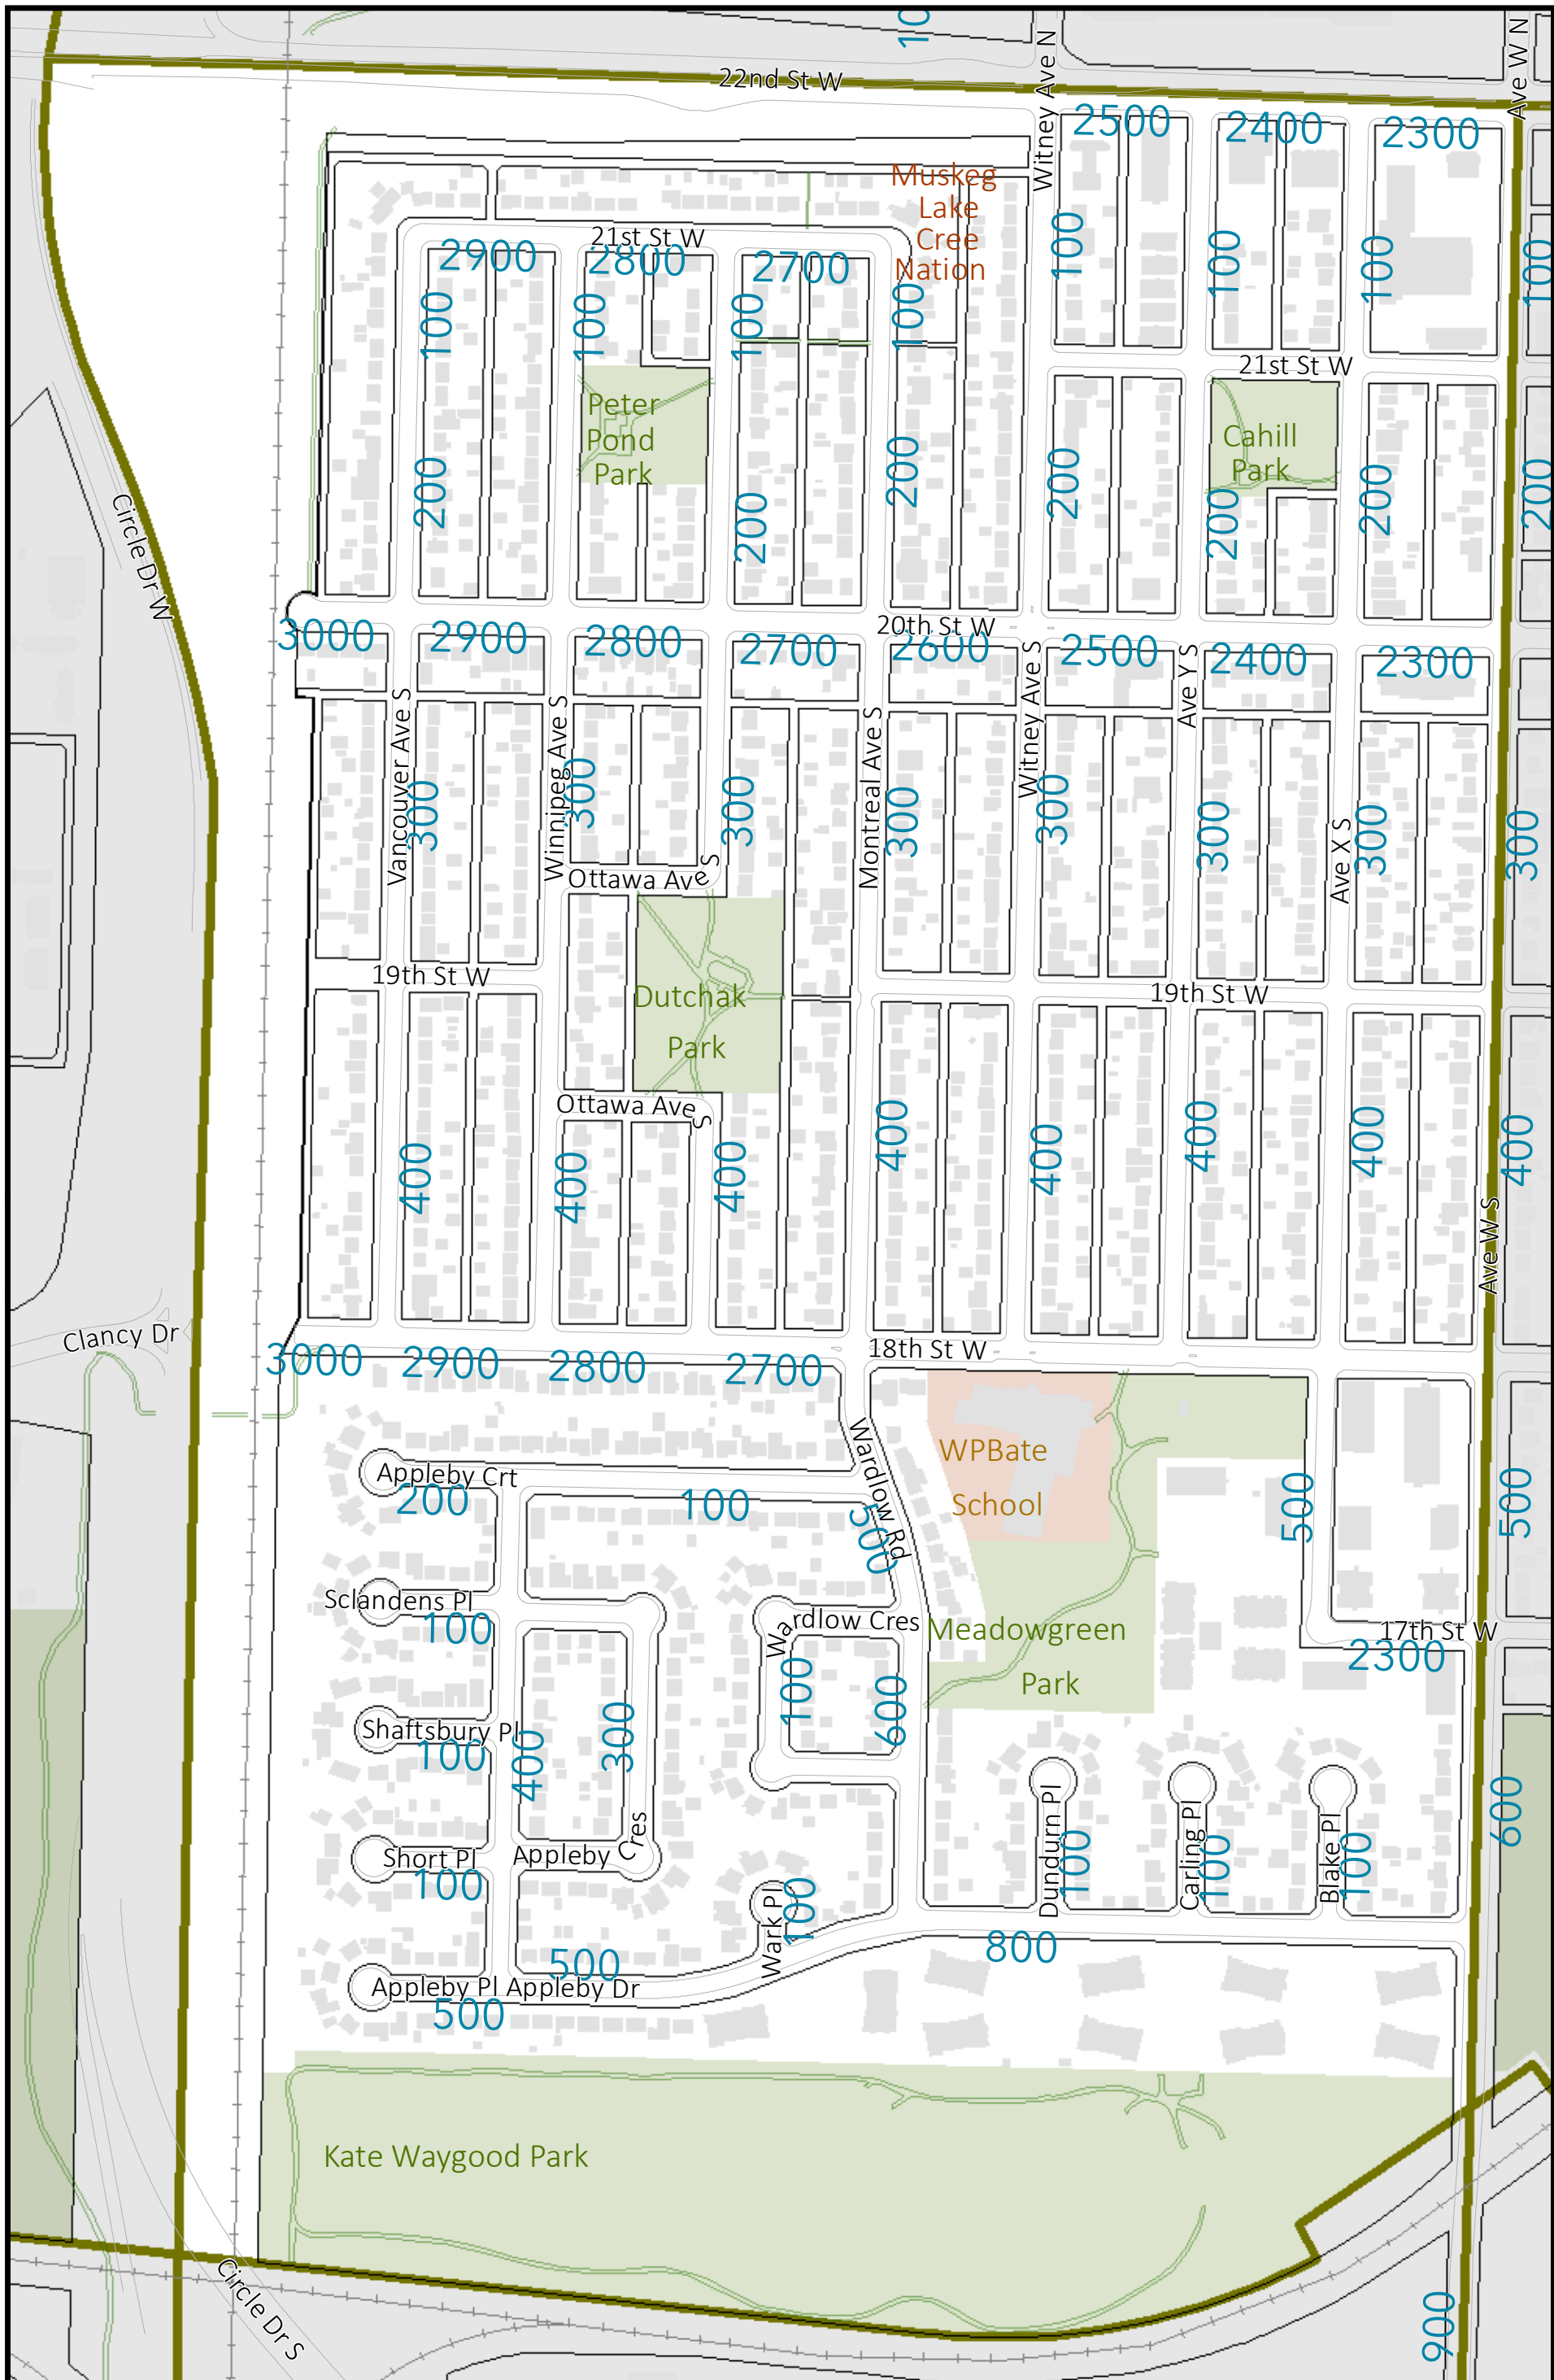 10
Witney Ave N
Ave W N
22nd St W
2500
2400
2300
Muskeg
Lake
Cree
Nation
21st St W
2900
2800
2700
100
100
100
100
100
100
100
100
21st St W
Peter
Pond
Park
Cahill
Park
200
200
200
200
200
200
200
Circle Dr W
20th St W
3000
2900
2800
2700
2600
2500
2400
2300
Vancouver Ave S
Winnipeg Ave S
Montreal Ave S
Witney Ave S
Ave Y S
Ave X S
300
300
300
300
300
300
300
300
Ottawa Ave S
19th St W
19th St W
Dutchak
Park
Ottawa Ave S
400
400
400
400
400
400
400
400
Ave W S
Clancy Dr
18th St W
3000
2900
2800
2700
Wardlow Rd
WPBate
School
Appleby Crt
200
100
500
500
500
Sclandens Pl
100
Wardlow Cres
Meadowgreen
Park
17th St W
2300
100
600
Shaftsbury Pl
100
400
300
600
Dundurn Pl
100
Carling Pl
100
Blake Pl
100
Short Pl
100
Appleby Cres
Wark Pl
100
800
500
Appleby Pl
Appleby Dr
500
Kate Waygood Park
Circle Dr S
900